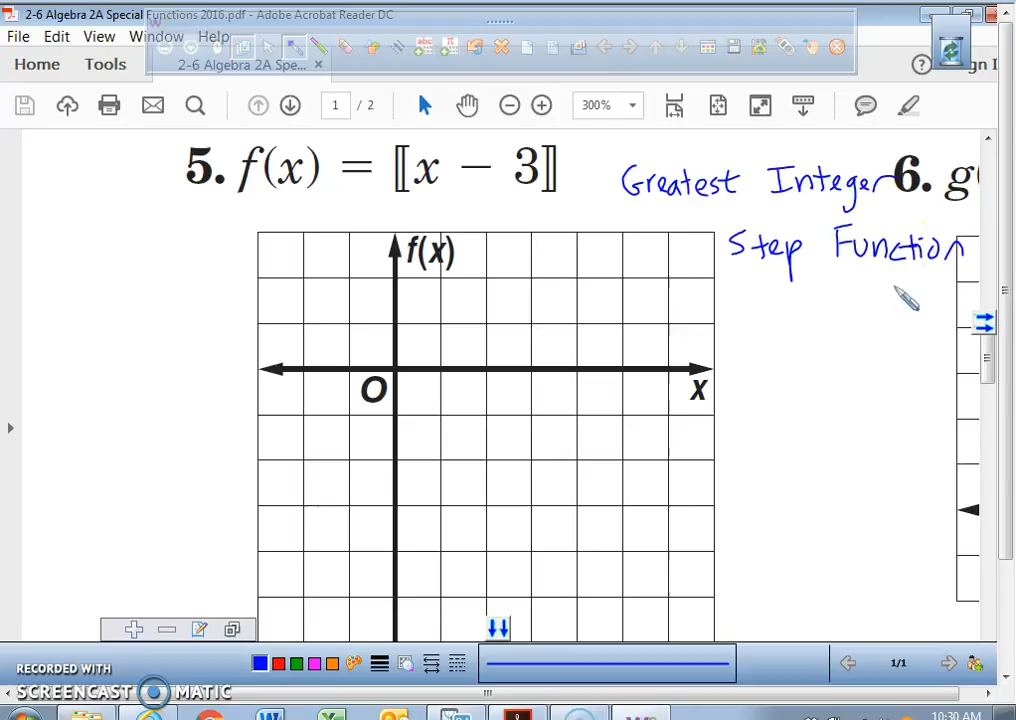 2-6 Algebra 2A Special Functions 2016.pdf - Adobe Acrobat Reader DC
File Edit View Window Help
Home Tools 2-6 Algebra 2A Spe... ×
1 / 2 300%
5. f(x) = ⟦x − 3⟧ Greatest Integer 6. g
Step Function
f(x)
O x
1/1
RECORDED WITH
SCREENCAST MATIC
10:30 AM